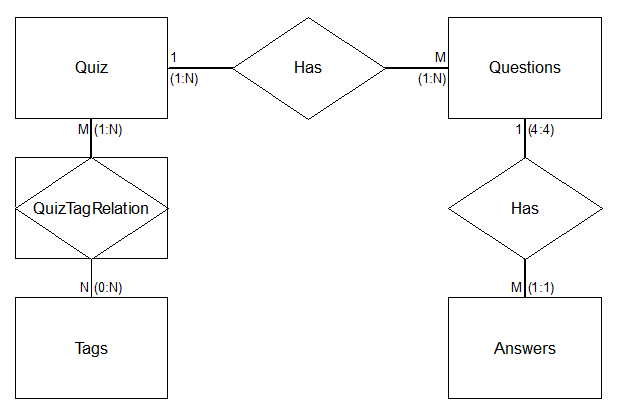 Quiz
1
(1:N)
Has
M
(1:N)
Questions
M (1:N)
1 (4:4)
QuizTagRelation
Has
N (0:N)
M (1:1)
Tags
Answers